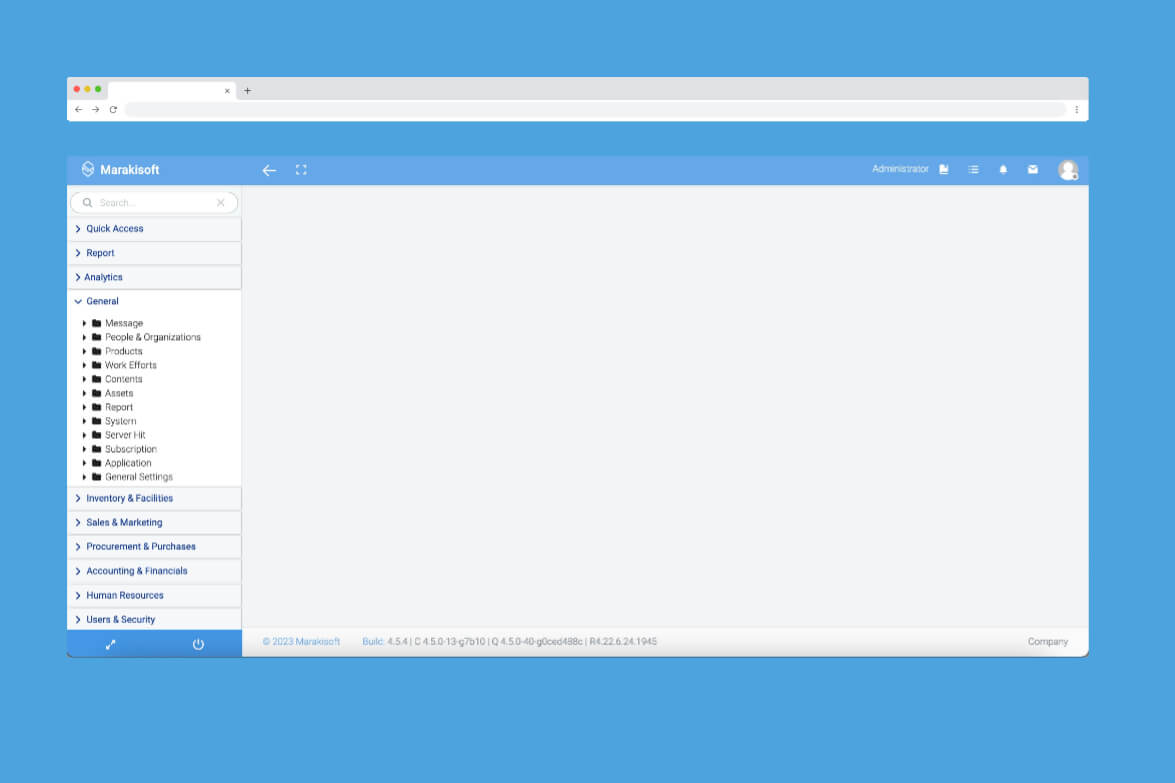 Marakisoft
Administrator
Search...
Quick Access
Report
Analytics
General
Message
People & Organizations
Products
Work Efforts
Contents
Assets
Report
System
Server Hit
Subscription
Application
General Settings
Inventory & Facilities
Sales & Marketing
Procurement & Purchases
Accounting & Financials
Human Resources
Users & Security
© 2023 Marakisoft Build: 4.5.4 | C 4.5.0-13-g7b10 | Q 4.5.0-40-g0ced488c | R4.22.6.24.1945 Company